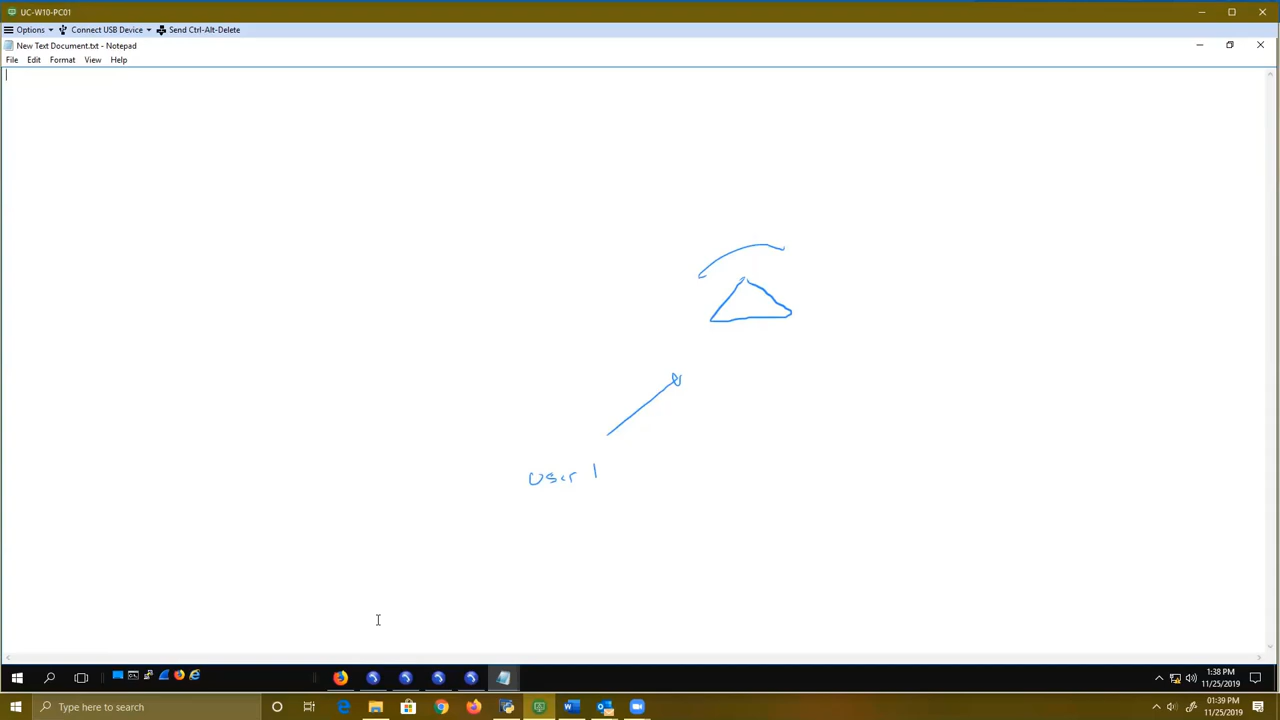 UC-W10-PC01
Options Connect USB Device Send Ctrl-Alt-Delete
New Text Document.txt - Notepad
File Edit Format View Help
User 1
1:38 PM
11/25/2019
Type here to search
01:39 PM
11/25/2019